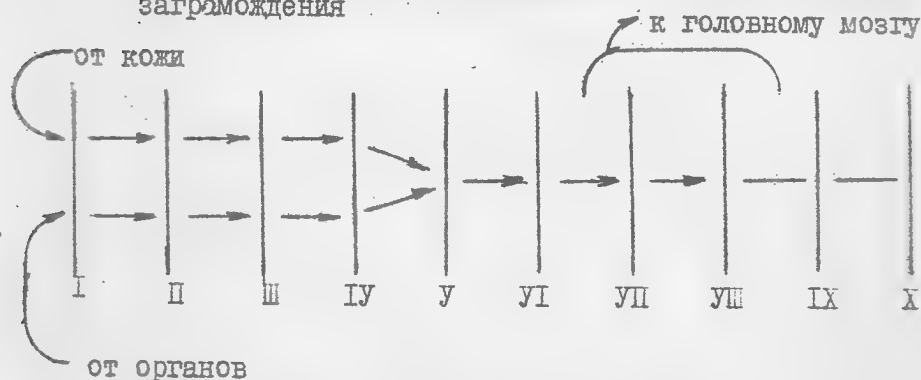 загромождения
к головному мозгу
от кожи
I П Ш IУ У УI УП УШ IX X
от органов